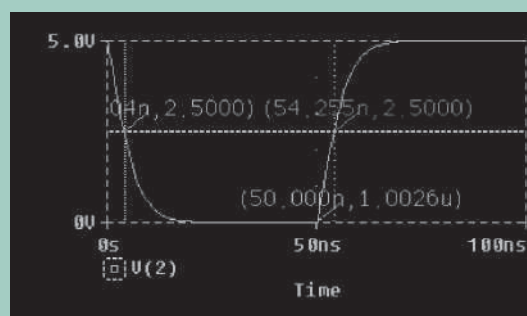 5.0V
04n,2.5000) (54.255n,2.5000)
(50.000n,1.0026u)
0V
0s 50ns 100ns
V(2)
Time